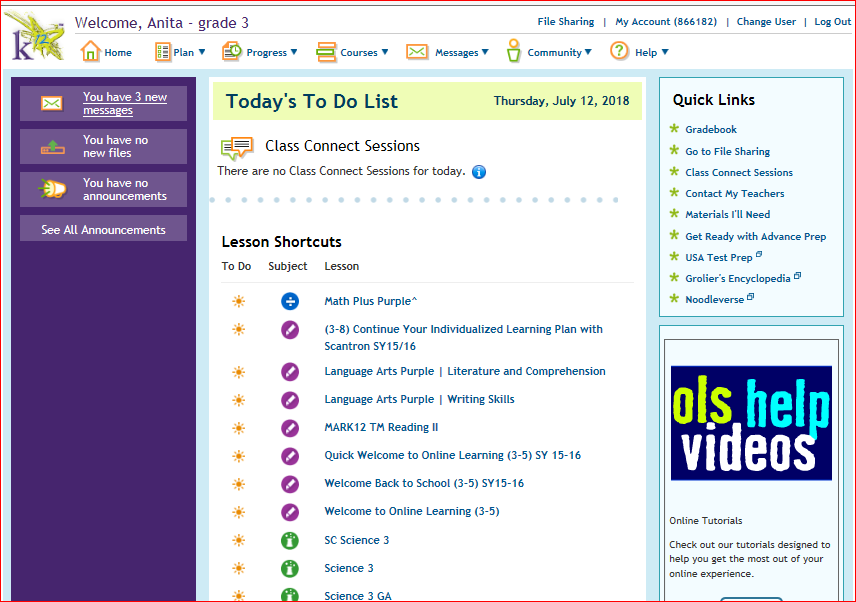 Welcome, Anita - grade 3
File Sharing | My Account (866182) | Change User | Log Out
k12
Home
Plan ▼
Progress ▼
Courses ▼
Messages ▼
Community ▼
Help ▼
You have 3 new
messages
You have no
new files
You have no
announcements
See All Announcements
Today's To Do List
Thursday, July 12, 2018
Class Connect Sessions
There are no Class Connect Sessions for today.
Lesson Shortcuts
To Do Subject Lesson
Math Plus Purple^
(3-8) Continue Your Individualized Learning Plan with
Scantron SY15/16
Language Arts Purple | Literature and Comprehension
Language Arts Purple | Writing Skills
MARK12 TM Reading II
Quick Welcome to Online Learning (3-5) SY 15-16
Welcome Back to School (3-5) SY15-16
Welcome to Online Learning (3-5)
SC Science 3
Science 3
Science 3 GA
Quick Links
Gradebook
Go to File Sharing
Class Connect Sessions
Contact My Teachers
Materials I'll Need
Get Ready with Advance Prep
USA Test Prep
Grolier's Encyclopedia
Noodleverse
ols help
videos
Online Tutorials
Check out our tutorials designed to
help you get the most out of your
online experience.